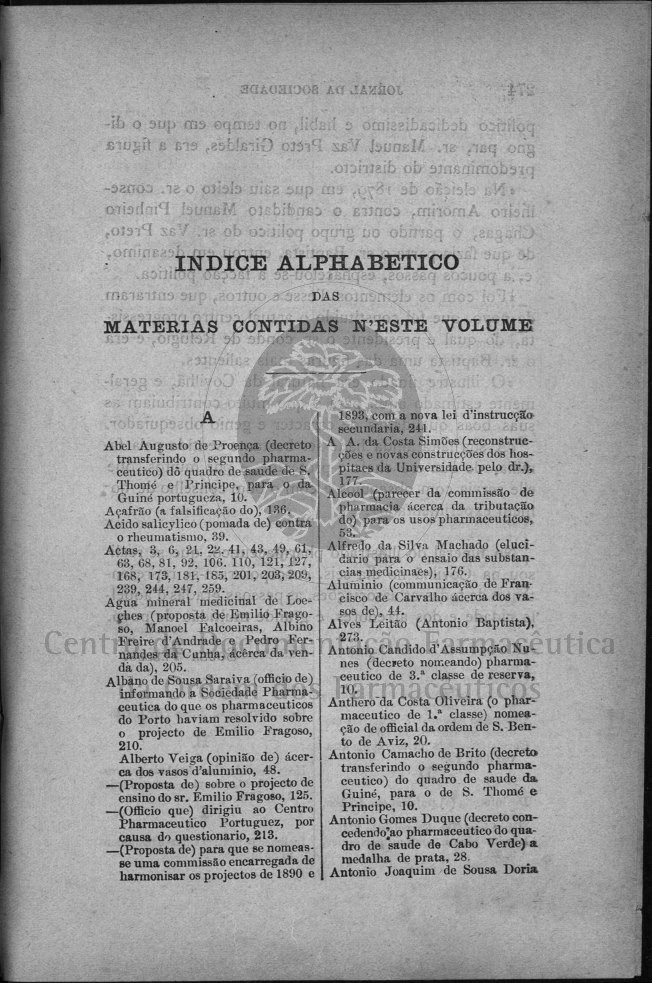 INDICE ALPHABETICO
DAS
MATERIAS CONTIDAS N'ESTE VOLUME
A
Abel Augusto de Proença (decreto
transferindo o segundo pharma-
ceutico) do quadro de saude de S.
Thomé e Principe, para o da
Guiné portugueza, 10.
Açafrão (a falsificação do), 136.
Acido salicylico (pomada de) contra
o rheumatismo, 39.
Actas, 3, 6, 21, 22, 41, 43, 49, 61,
63, 68, 81, 92, 106, 110, 121, 127,
168, 173, 181, 185, 201, 203, 209,
239, 244, 247, 259.
Agua mineral medicinal de Loe-
ches (proposta de Emilio Frago-
so, Manoel Falcoeiras, Albino
Freire d'Andrade e Pedro Fer-
nandes da Cunha, ácêrca da ven-
da da), 205.
Albano de Sousa Saraiva (officio de)
informando a Sociedade Pharma-
ceutica do que os pharmaceuticos
do Porto haviam resolvido sobre
o projecto de Emilio Fragoso,
210.
Alberto Veiga (opinião de) ácer-
ca dos vasos d'aluminio, 48.
—(Proposta de) sobre o projecto de
ensino do sr. Emilio Fragoso, 125.
—(Officio que) dirigiu ao Centro
Pharmaceutico Portuguez, por
causa do questionario, 213.
—(Proposta de) para que se nomeas-
se uma commissão encarregada de
harmonisar os projectos de 1890 e
1893, com a nova lei d'instrucção
secundaria, 241.
A. A. da Costa Simões (reconstruc-
ções e novas construcções dos hos-
pitaes da Universidade pelo dr.),
177.
Alcool (parecer da commissão de
pharmacia ácerca da tributação
do) para os usos pharmaceuticos,
53.
Alfredo da Silva Machado (eluci-
dario para o ensaio das substan-
cias medicinaes), 176.
Aluminio (communicação de Fran-
cisco de Carvalho ácerca dos va-
sos de), 44.
Alves Leitão (Antonio Baptista),
273.
Antonio Candido d'Assumpção Nu-
nes (decreto nomeando) pharma-
ceutico de 3.ª classe de reserva,
10.
Anthero da Costa Oliveira (o phar-
maceutico de 1.ª classe) nomea-
ção de official da ordem de S. Ben-
to de Aviz, 20.
Antonio Camacho de Brito (decreto
transferindo o segundo pharma-
ceutico) do quadro de saude da
Guiné, para o de S. Thomé e
Principe, 10.
Antonio Gomes Duque (decreto con-
cedendo ao pharmaceutico do qua-
dro de saude de Cabo Verde) a
medalha de prata, 28.
Antonio Joaquim de Sousa Doria